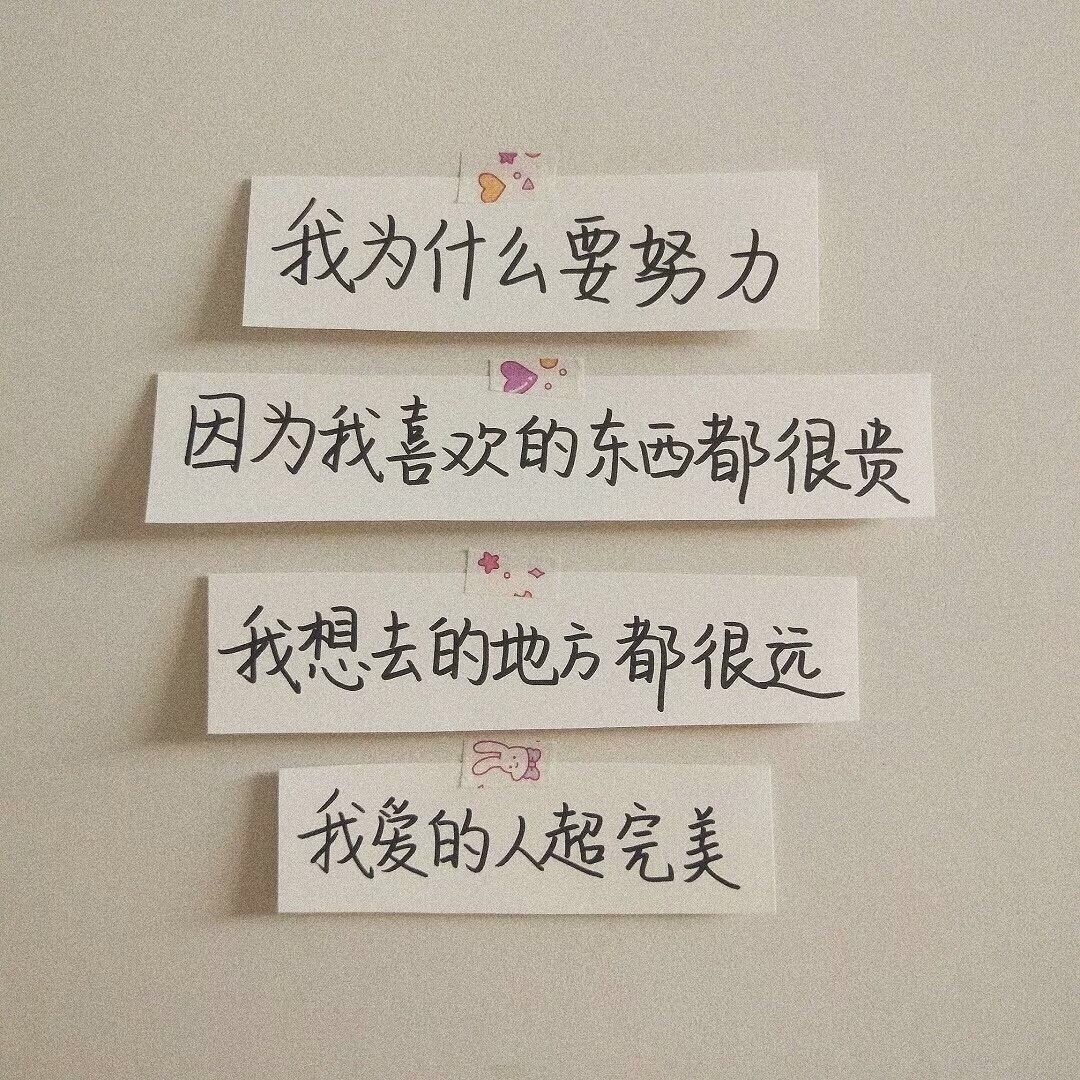 我为什么要努力
因为我喜欢的东西都很贵
我想去的地方都很远
我爱的人超完美